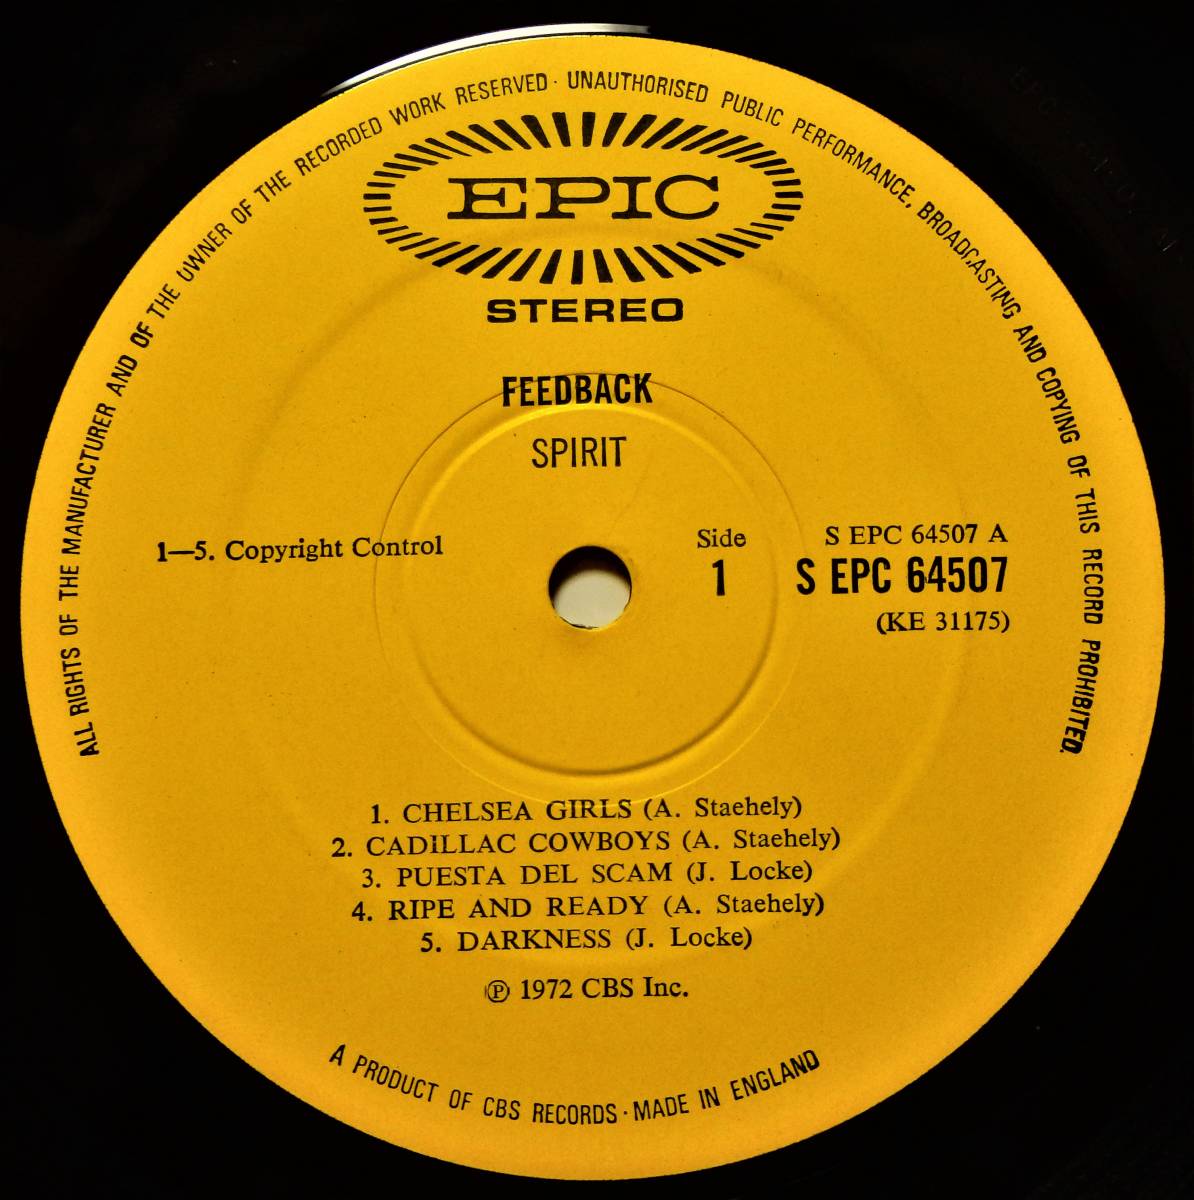 ALL RIGHTS OF THE MANUFACTURER AND OF THE OWNER OF THE RECORDED WORK RESERVED · UNAUTHORISED PUBLIC PERFORMANCE, BROADCASTING AND COPYING OF THIS RECORD PROHIBITED.
EPIC
STEREO
FEEDBACK
SPIRIT
1—5. Copyright Control
Side
1
S EPC 64507 A
S EPC 64507
(KE 31175)
1. CHELSEA GIRLS (A. Staehely)
2. CADILLAC COWBOYS (A. Staehely)
3. PUESTA DEL SCAM (J. Locke)
4. RIPE AND READY (A. Staehely)
5. DARKNESS (J. Locke)
℗ 1972 CBS Inc.
A PRODUCT OF CBS RECORDS · MADE IN ENGLAND